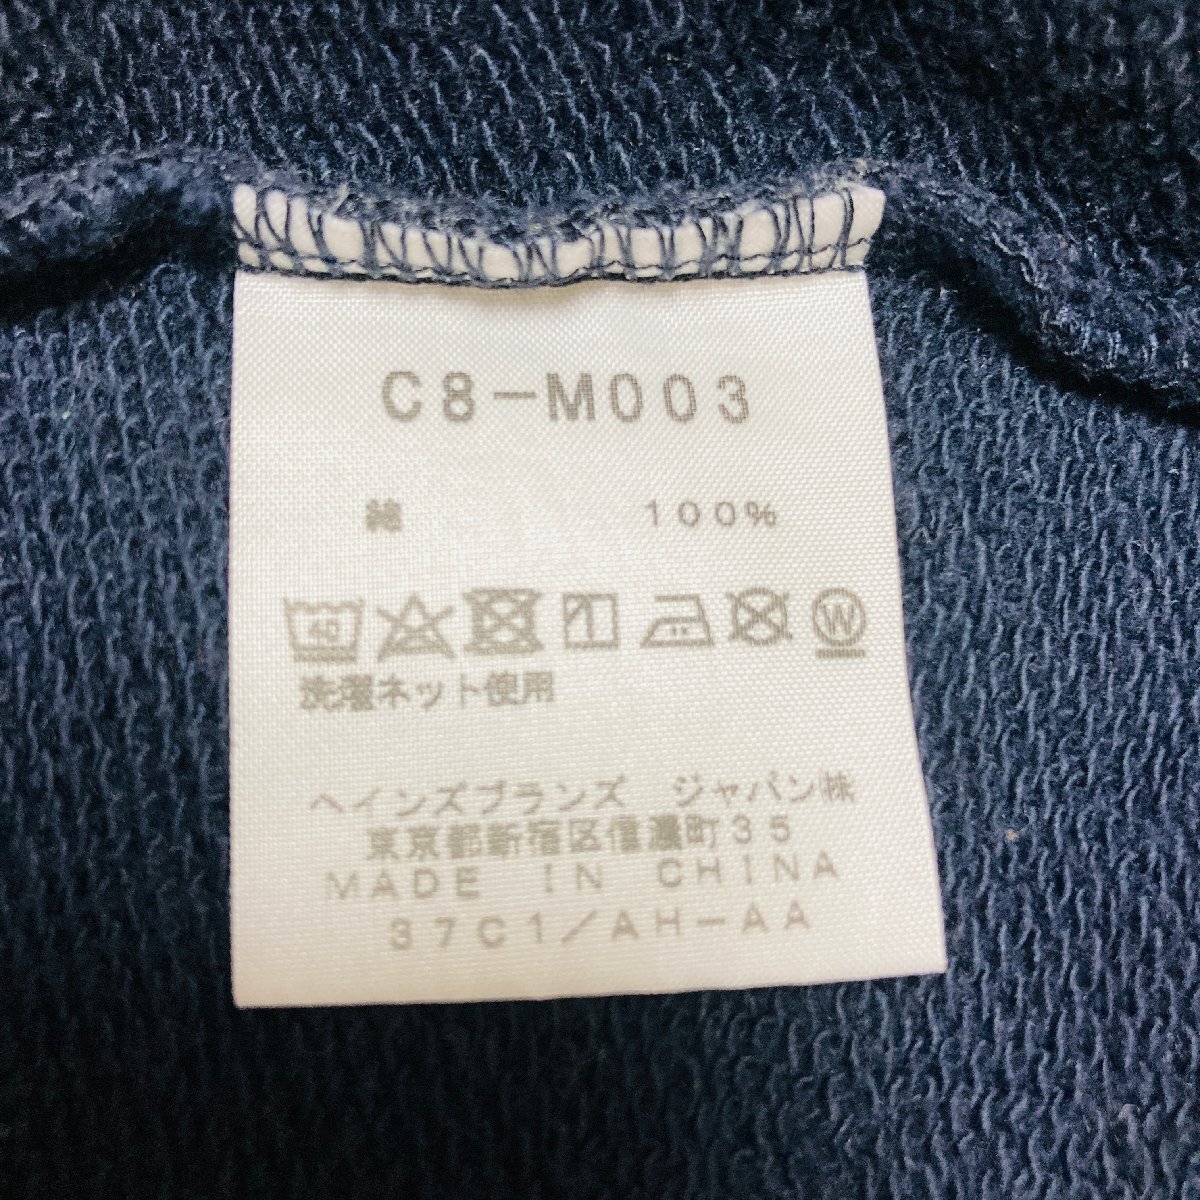 C8-M003
綿 100%
40 W
洗濯ネット使用
ヘインズブランズ ジャパン㈱
東京都新宿区信濃町35
MADE IN CHINA
37C1/AH-AA